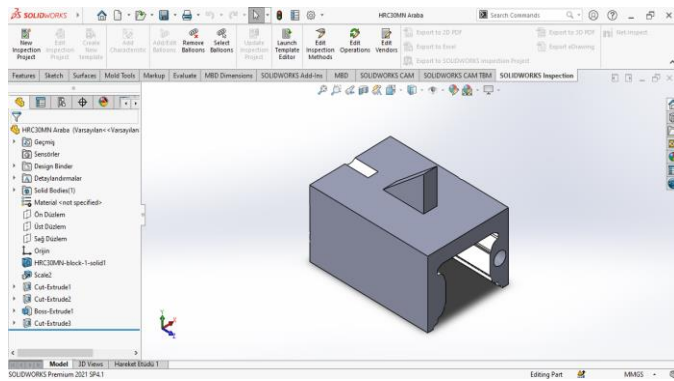 SOLIDWORKS
HRC30MN Araba
Search Commands
New Inspection Project
Edit Inspection Project
Create New Template
Add Characteristic
Add/Edit Balloons
Remove Balloons
Select Balloons
Update Inspection Project
Launch Template Editor
Edit Inspection Methods
Edit Operations
Edit Vendors
Export to 2D PDF
Export to Excel
Export to SOLIDWORKS Inspection Project
Export to 3D PDF
Export eDrawing
Net-Inspect
Features Sketch Surfaces Mold Tools Markup Evaluate MBD Dimensions SOLIDWORKS Add-Ins MBD SOLIDWORKS CAM SOLIDWORKS CAM TBM SOLIDWORKS Inspection
HRC30MN Araba (Varsayılan<<Varsayılan
Geçmiş
Sensörler
Design Binder
Detaylandırmalar
Solid Bodies(1)
Material <not specified>
Ön Düzlem
Üst Düzlem
Sağ Düzlem
Orijin
HRC30MN-block-1-solid1
Scale2
Cut-Extrude1
Cut-Extrude2
Boss-Extrude1
Cut-Extrude3
Model 3D Views Hareket Etüdü 1
SOLIDWORKS Premium 2021 SP4.1
Editing Part
MMGS